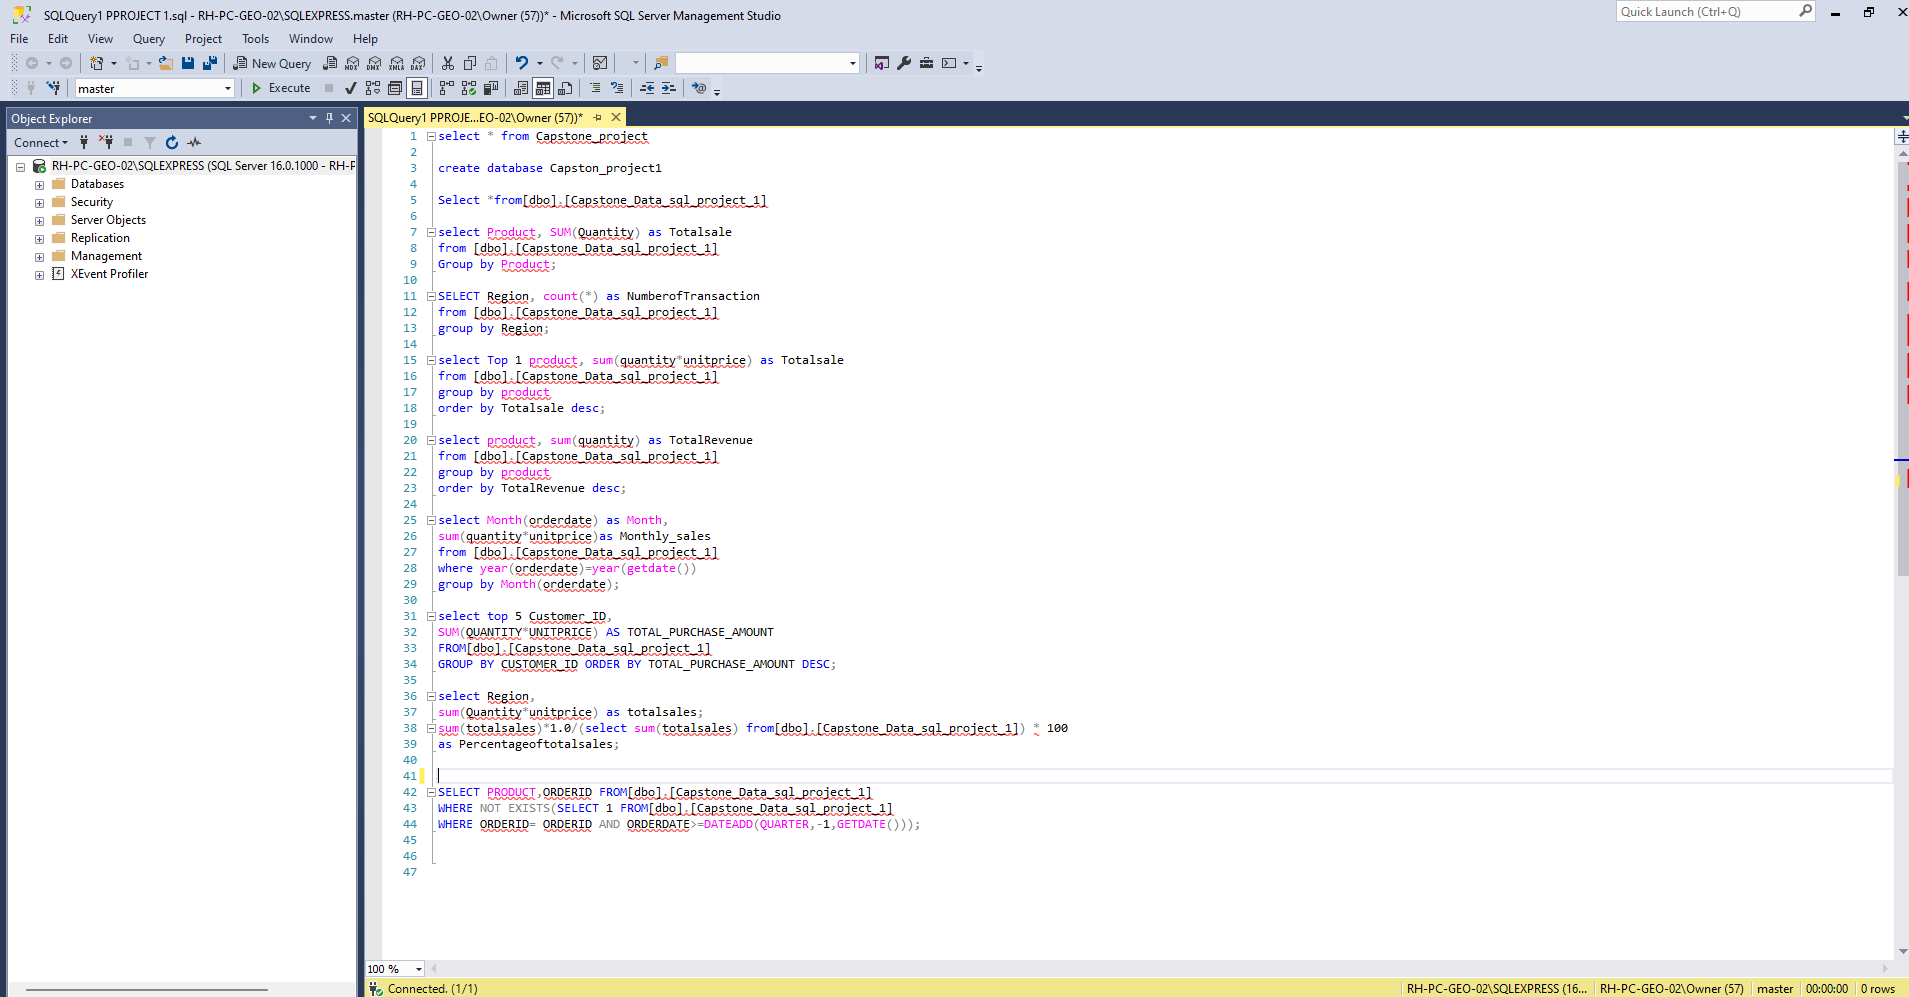 SQLQuery1 PPROJECT 1.sql - RH-PC-GEO-02\SQLEXPRESS.master (RH-PC-GEO-02\Owner (57))* - Microsoft SQL Server Management Studio
Quick Launch (Ctrl+Q)
File Edit View Query Project Tools Window Help
New Query MDX DMX XMLA DAX
master Execute
Object Explorer
SQLQuery1 PPROJE...EO-02\Owner (57))*
Connect
RH-PC-GEO-02\SQLEXPRESS (SQL Server 16.0.1000 - RH-P
Databases
Security
Server Objects
Replication
Management
XEvent Profiler
1 select * from Capstone_project
2
3 create database Capston_project1
4
5 Select *from[dbo].[Capstone_Data_sql_project_1]
6
7 select Product, SUM(Quantity) as Totalsale
8 from [dbo].[Capstone_Data_sql_project_1]
9 Group by Product;
10
11 SELECT Region, count(*) as NumberofTransaction
12 from [dbo].[Capstone_Data_sql_project_1]
13 group by Region;
14
15 select Top 1 product, sum(quantity*unitprice) as Totalsale
16 from [dbo].[Capstone_Data_sql_project_1]
17 group by product
18 order by Totalsale desc;
19
20 select product, sum(quantity) as TotalRevenue
21 from [dbo].[Capstone_Data_sql_project_1]
22 group by product
23 order by TotalRevenue desc;
24
25 select Month(orderdate) as Month,
26 sum(quantity*unitprice)as Monthly_sales
27 from [dbo].[Capstone_Data_sql_project_1]
28 where year(orderdate)=year(getdate())
29 group by Month(orderdate);
30
31 select top 5 Customer_ID,
32 SUM(QUANTITY*UNITPRICE) AS TOTAL_PURCHASE_AMOUNT
33 FROM[dbo].[Capstone_Data_sql_project_1]
34 GROUP BY CUSTOMER_ID ORDER BY TOTAL_PURCHASE_AMOUNT DESC;
35
36 select Region,
37 sum(Quantity*unitprice) as totalsales;
38 sum(totalsales)*1.0/(select sum(totalsales) from[dbo].[Capstone_Data_sql_project_1]) * 100
39 as Percentageoftotalsales;
40
41
42 SELECT PRODUCT,ORDERID FROM[dbo].[Capstone_Data_sql_project_1]
43 WHERE NOT EXISTS(SELECT 1 FROM[dbo].[Capstone_Data_sql_project_1]
44 WHERE ORDERID= ORDERID AND ORDERDATE>=DATEADD(QUARTER,-1,GETDATE()));
45
46
47
100 %
Connected. (1/1) RH-PC-GEO-02\SQLEXPRESS (16... RH-PC-GEO-02\Owner (57) master 00:00:00 0 rows